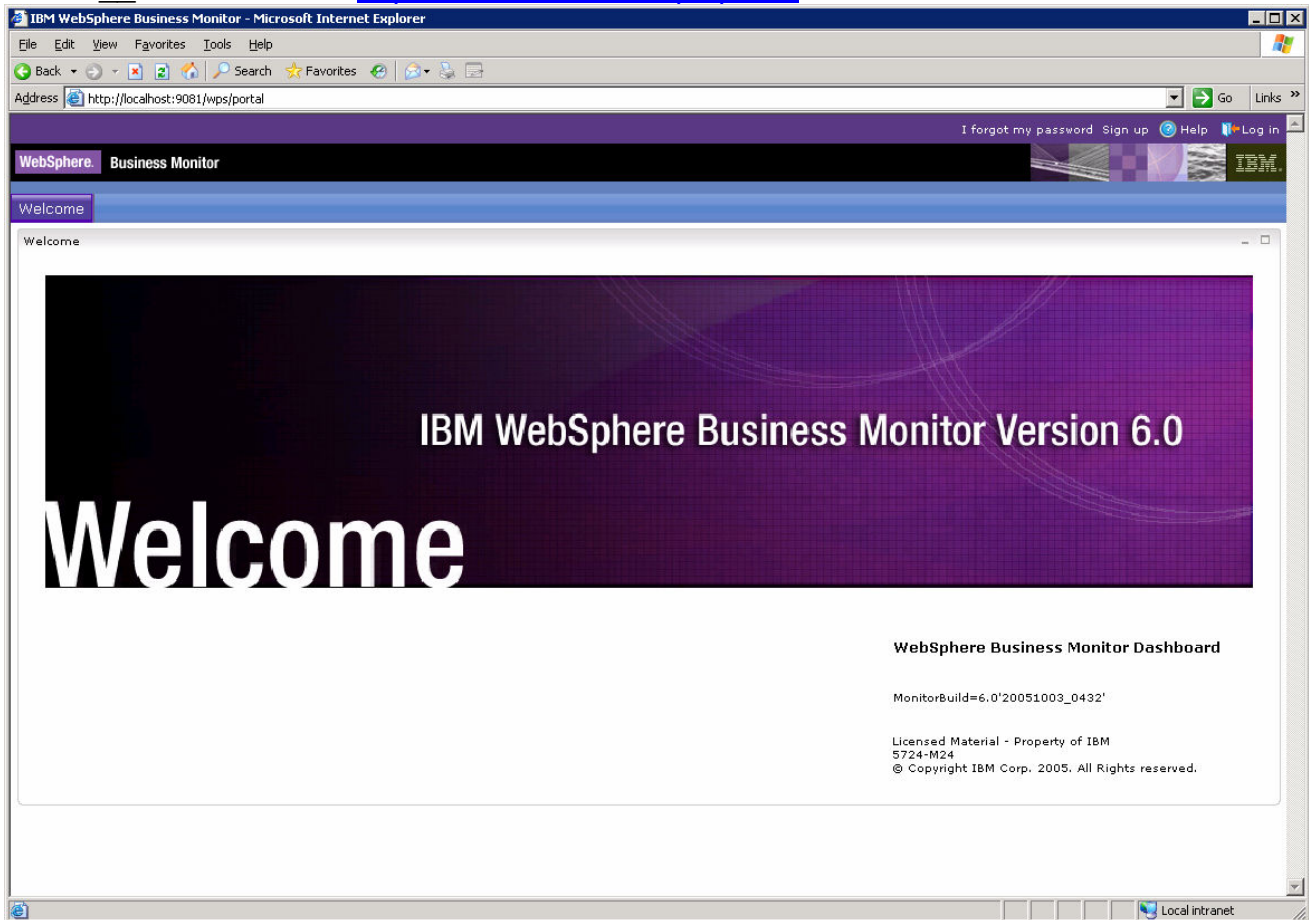 IBM WebSphere Business Monitor - Microsoft Internet Explorer
File Edit View Favorites Tools Help
Back Search Favorites
Address http://localhost:9081/wps/portal Go Links »
I forgot my password Sign up Help Log in
WebSphere. Business Monitor IBM.
Welcome
Welcome
IBM WebSphere Business Monitor Version 6.0
Welcome
WebSphere Business Monitor Dashboard
MonitorBuild=6.0'20051003_0432'
Licensed Material - Property of IBM
5724-M24
© Copyright IBM Corp. 2005. All Rights reserved.
Local intranet